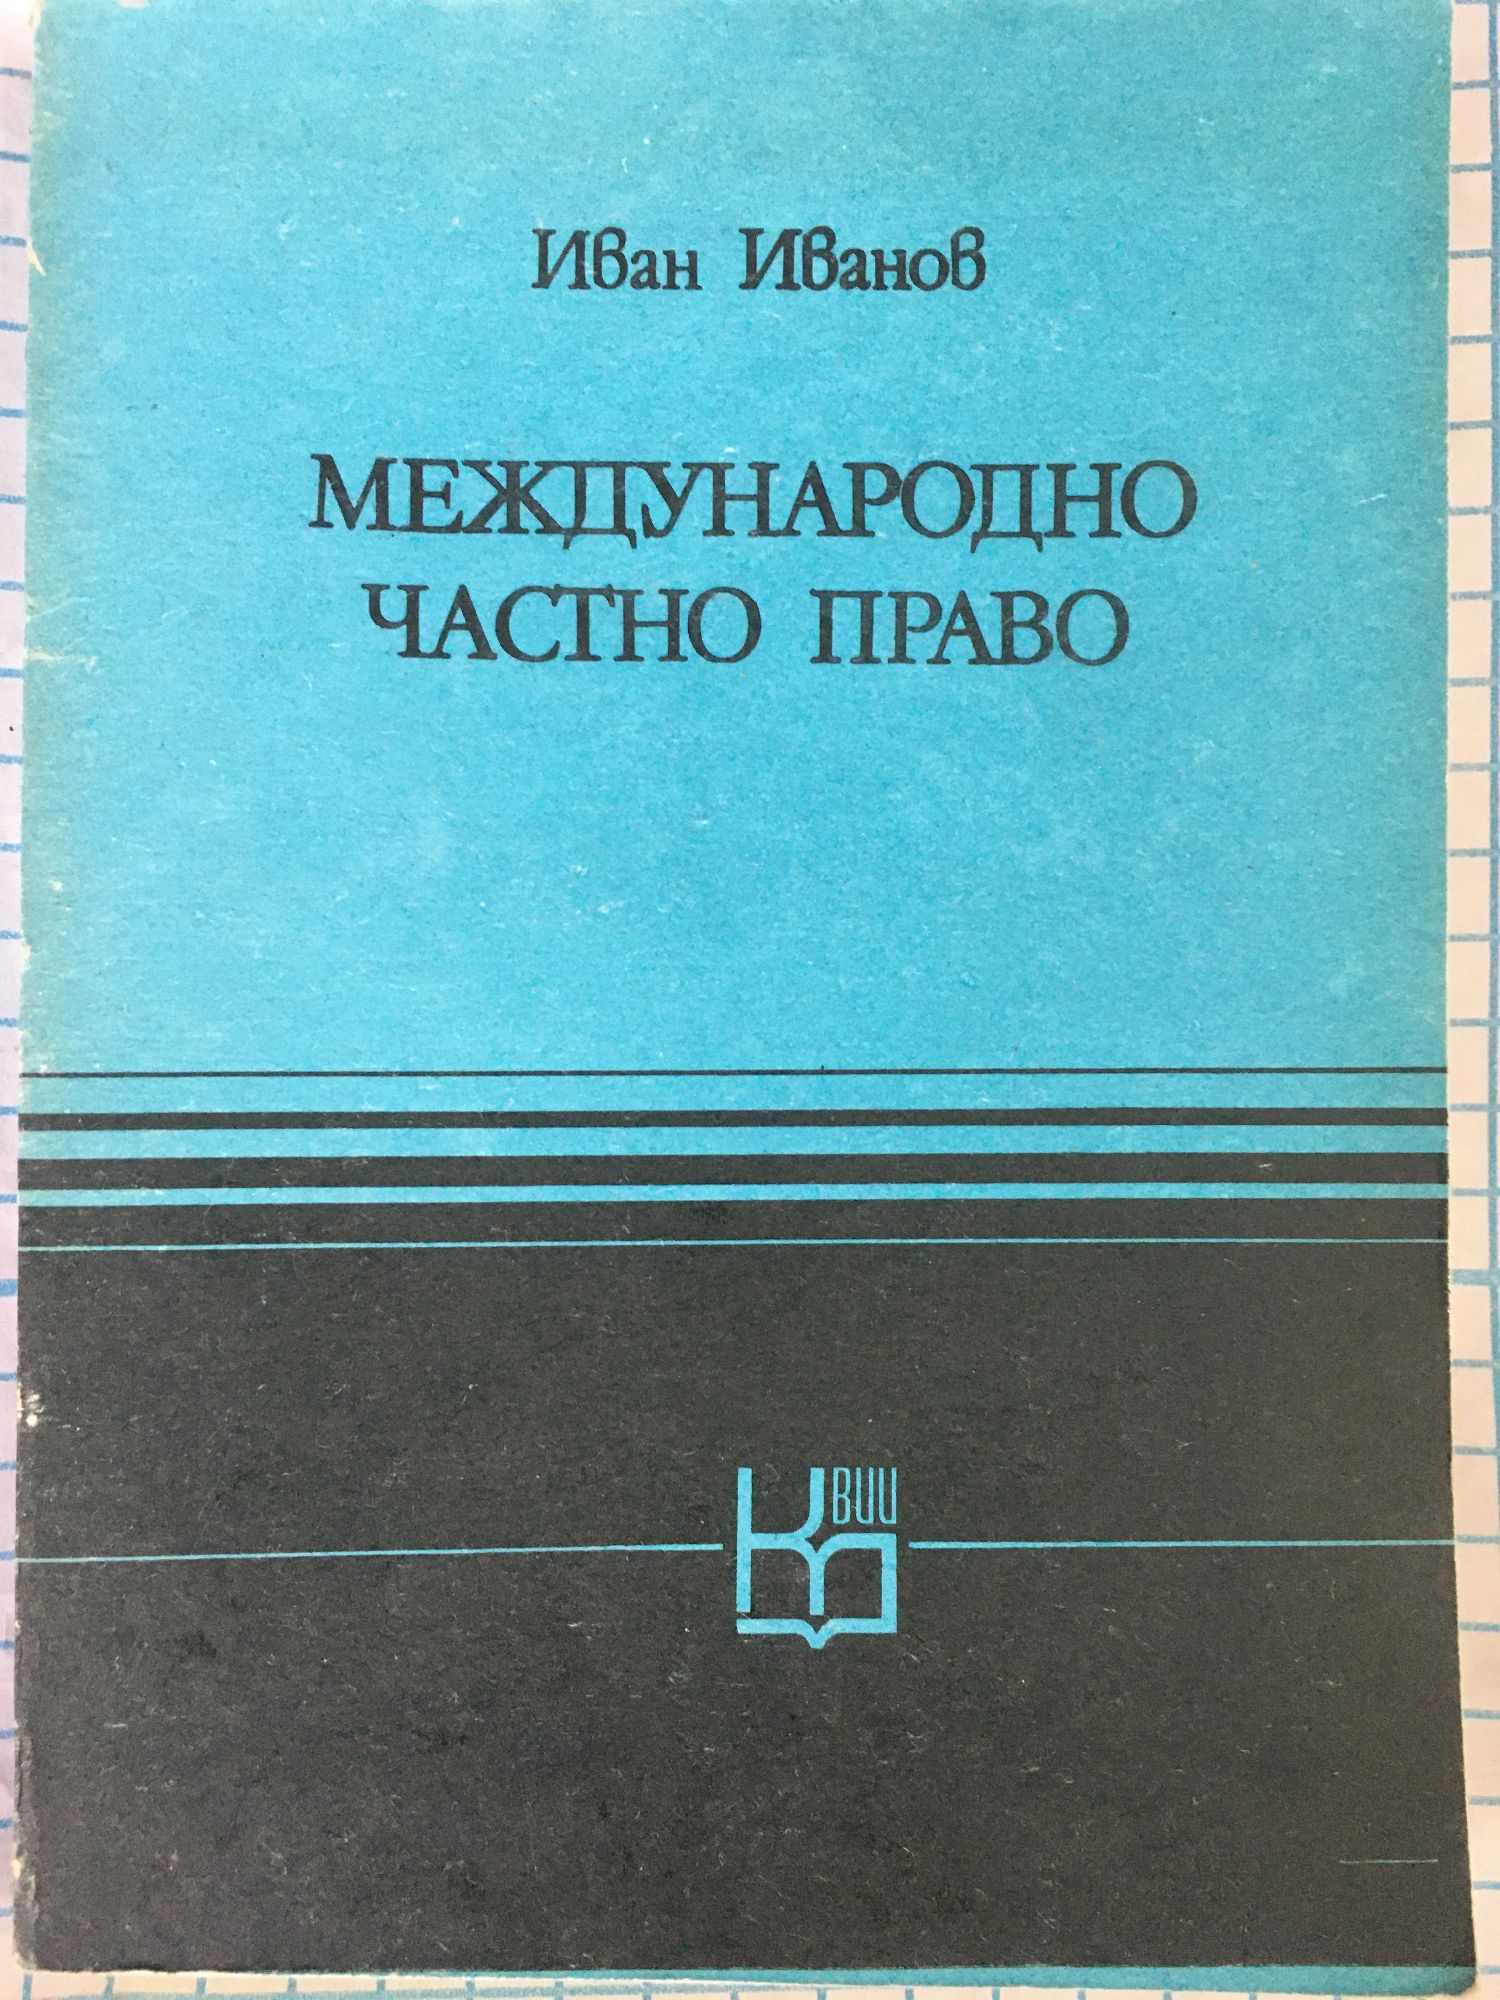 Иван Иванов
МЕЖДУНАРОДНО
ЧАСТНО ПРАВО
ВИИ